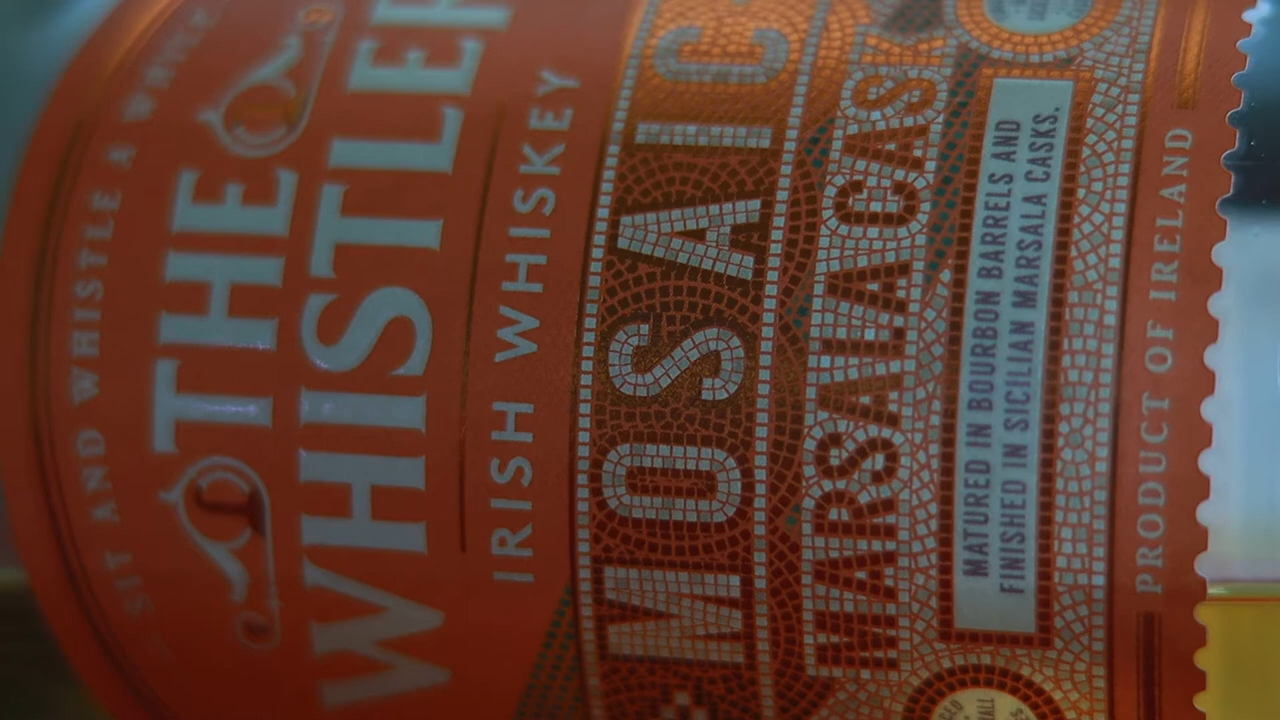 SIT AND WHISTLE A WHILE
THE
WHISTLER
IRISH WHISKEY
MOSAIC
MARSALA CASK
MATURED IN BOURBON BARRELS AND
FINISHED IN SICILIAN MARSALA CASKS.
PRODUCT OF IRELAND